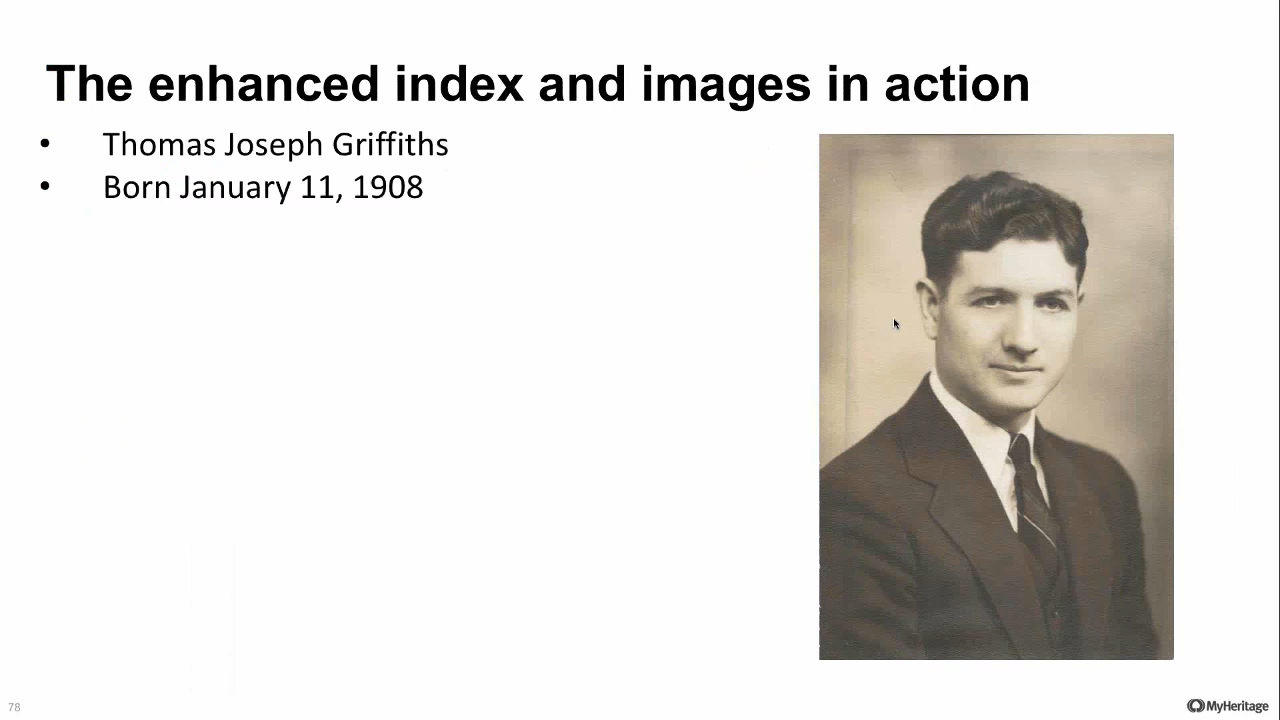 The enhanced index and images in action
• Thomas Joseph Griffiths
• Born January 11, 1908
78
MyHeritage